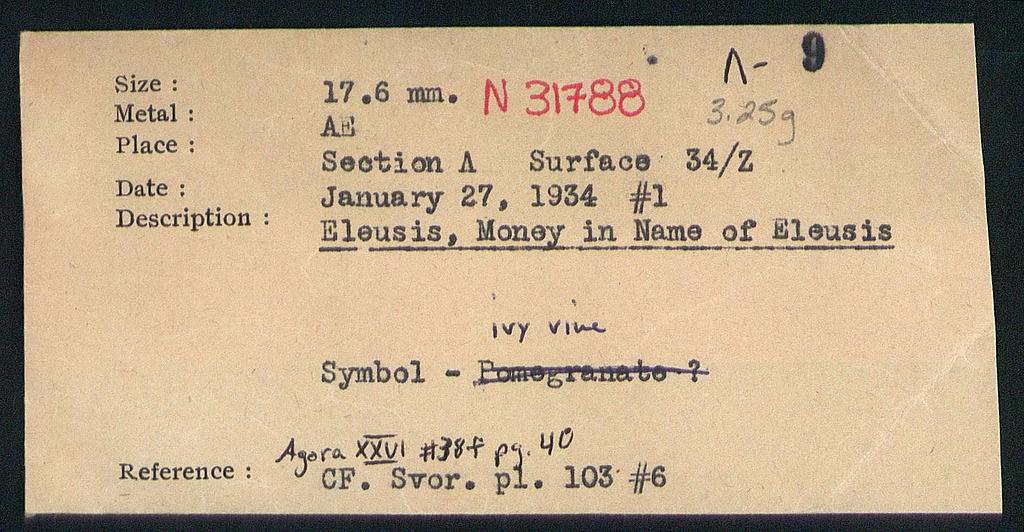 Λ- 9
Size : 17.6 mm. N 31788 3.25g
Metal : AE
Place : Section Λ Surface 34/Z
Date : January 27, 1934 #1
Description : Eleusis, Money in Name of Eleusis
ivy vine
Symbol - Pomegranate ?
Agora XXVI #38f pg. 40
Reference : CF. Svor. pl. 103 #6